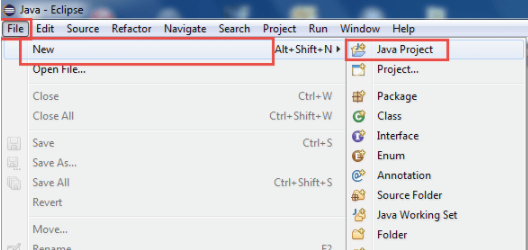 Java - Eclipse
File Edit Source Refactor Navigate Search Project Run Window Help
New Alt+Shift+N
Open File...
Close Ctrl+W
Close All Ctrl+Shift+W
Save Ctrl+S
Save As...
Save All Ctrl+Shift+S
Revert
Move...
Rename... F2
Java Project
Project...
Package
Class
Interface
Enum
Annotation
Source Folder
Java Working Set
Folder